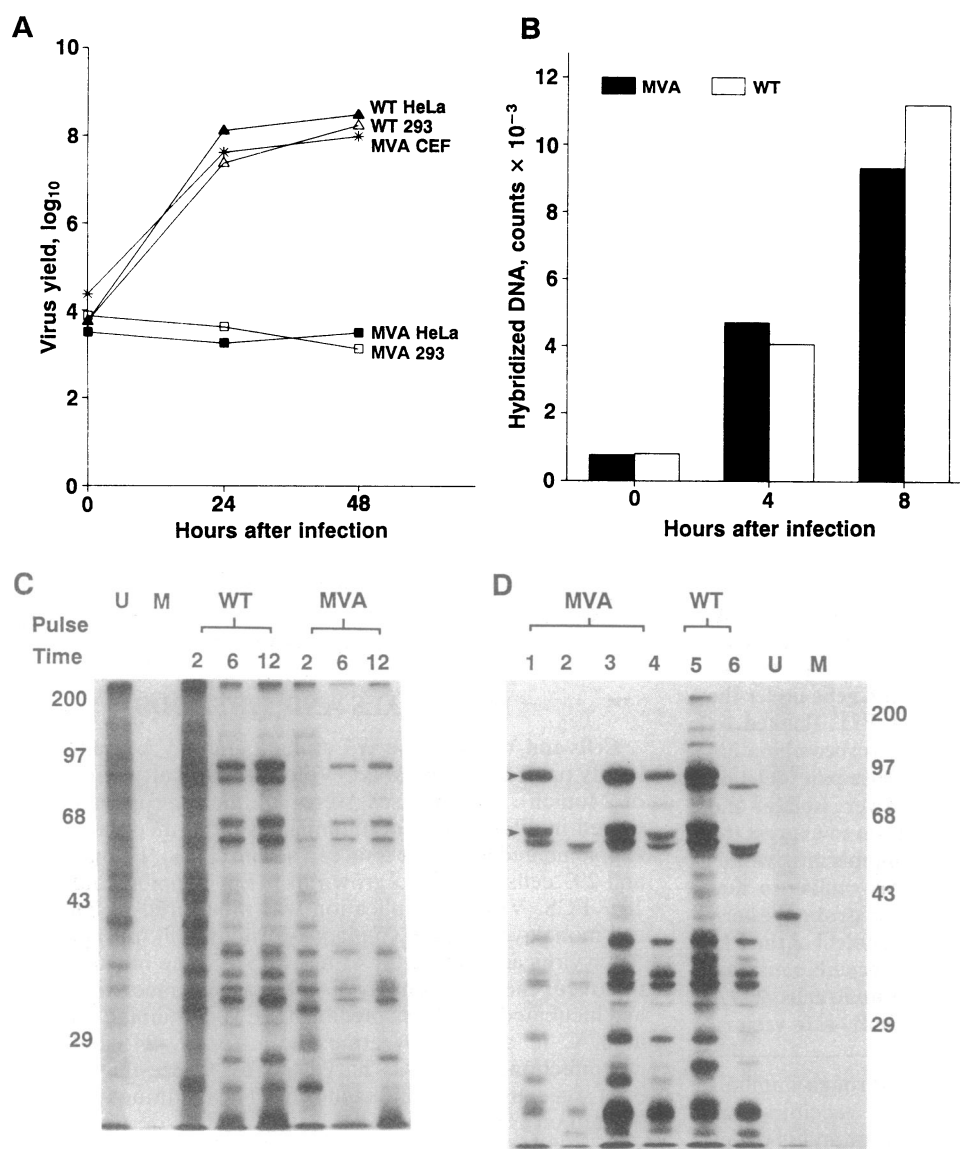 A
10
8
6
4
2
0
Virus yield, log10
WT HeLa
WT 293
MVA CEF
MVA HeLa
MVA 293
0 24 48
Hours after infection
B
12
10
8
6
4
2
0
Hybridized DNA, counts × 10⁻³
MVA WT
0 4 8
Hours after infection
C
U M WT MVA
Pulse
Time 2 6 12 2 6 12
200
97
68
43
29
D
MVA WT
1 2 3 4 5 6 U M
200
97
68
43
29